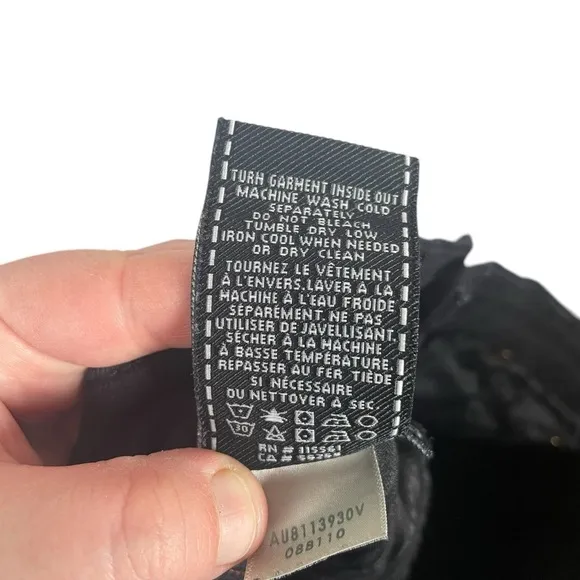 TURN GARMENT INSIDE OUT
MACHINE WASH COLD
SEPARATELY
DO NOT BLEACH
TUMBLE DRY LOW
IRON COOL WHEN NEEDED
OR DRY CLEAN
TOURNEZ LE VÊTEMENT
À L'ENVERS.LAVER À LA
MACHINE À L'EAU FROIDE
SÉPARÉMENT. NE PAS
UTILISER DE JAVELLISANT.
SÉCHER À LA MACHINE
À BASSE TEMPÉRATURE.
REPASSER AU FER TIÈDE
SI NÉCESSAIRE
OU NETTOYER À SEC.
30
RN # 115561
CA #
AU8113930V
08B110